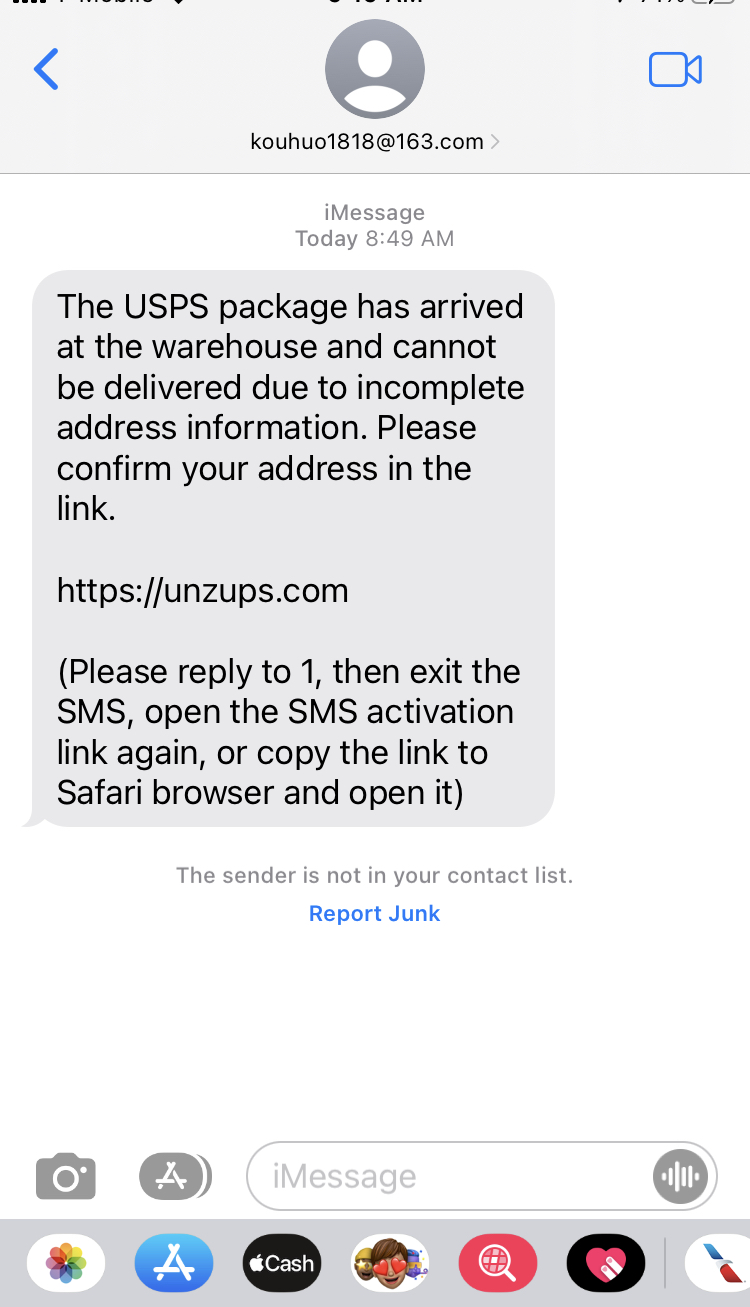 kouhuo1818@163.com
iMessage
Today 8:49 AM
The USPS package has arrived
at the warehouse and cannot
be delivered due to incomplete
address information. Please
confirm your address in the
link.
https://unzups.com
(Please reply to 1, then exit the
SMS, open the SMS activation
link again, or copy the link to
Safari browser and open it)
The sender is not in your contact list.
Report Junk
iMessage
Cash